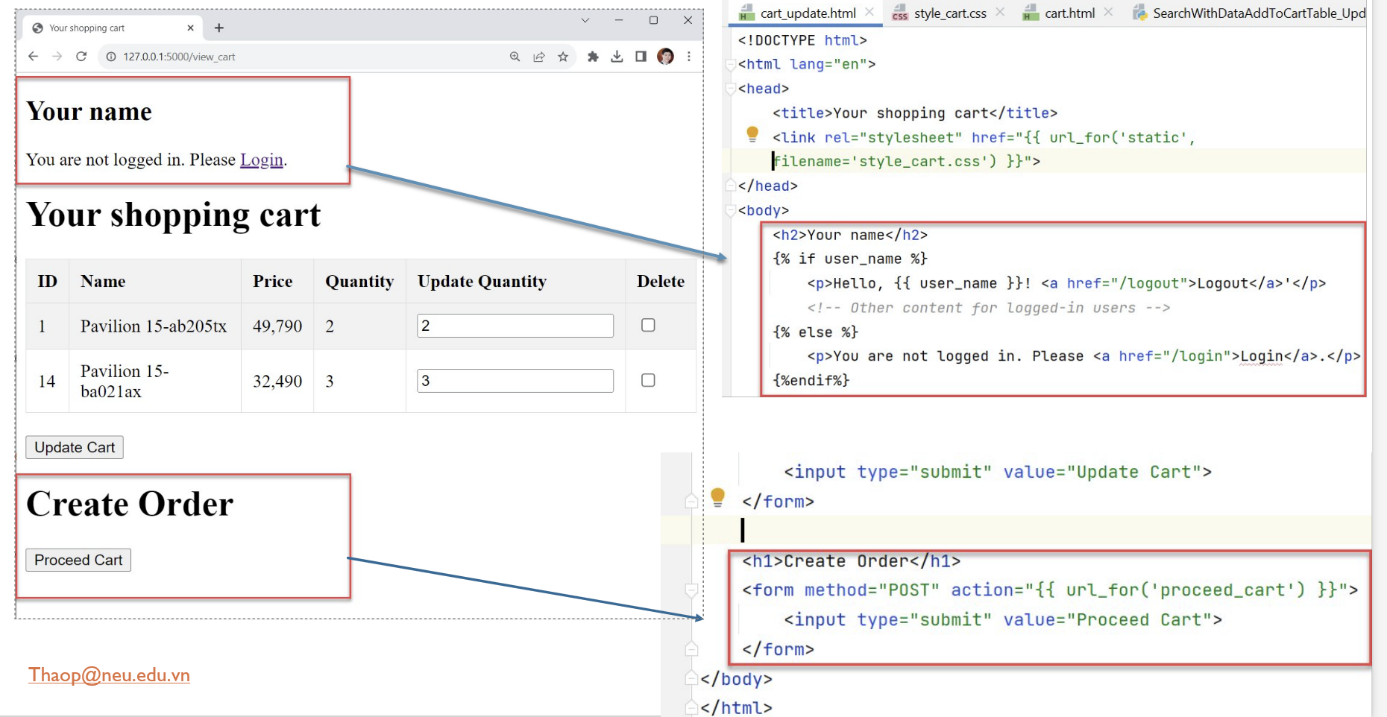 Your shopping cart
127.0.0.1:5000/view_cart
Your name
You are not logged in. Please Login.
Your shopping cart
ID Name Price Quantity Update Quantity Delete
1 Pavilion 15-ab205tx 49,790 2 2
14 Pavilion 15-ba021ax 32,490 3 3
Update Cart
Create Order
Proceed Cart
Thaop@neu.edu.vn
cart_update.html style_cart.css cart.html SearchWithDataAddToCartTable_Upd
<!DOCTYPE html>
<html lang="en">
<head>
<title>Your shopping cart</title>
<link rel="stylesheet" href="{{ url_for('static',
filename='style_cart.css') }}">
</head>
<body>
<h2>Your name</h2>
{% if user_name %}
<p>Hello, {{ user_name }}! <a href="/logout">Logout</a>'</p>
<!-- Other content for logged-in users -->
{% else %}
<p>You are not logged in. Please <a href="/login">Login</a>.</p>
{%endif%}
<input type="submit" value="Update Cart">
</form>
<h1>Create Order</h1>
<form method="POST" action="{{ url_for('proceed_cart') }}">
<input type="submit" value="Proceed Cart">
</form>
</body>
</html>